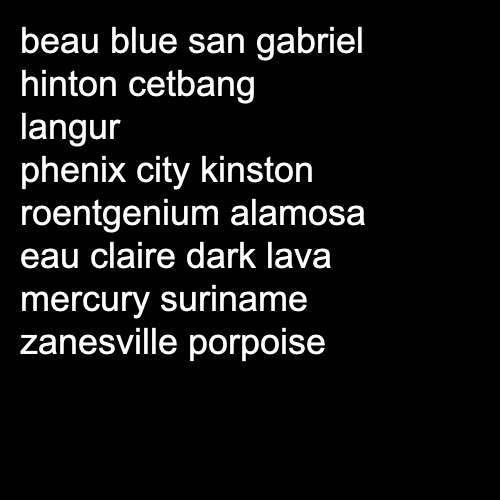 beau blue san gabriel
hinton cetbang
langur
phenix city kinston
roentgenium alamosa
eau claire dark lava
mercury suriname
zanesville porpoise